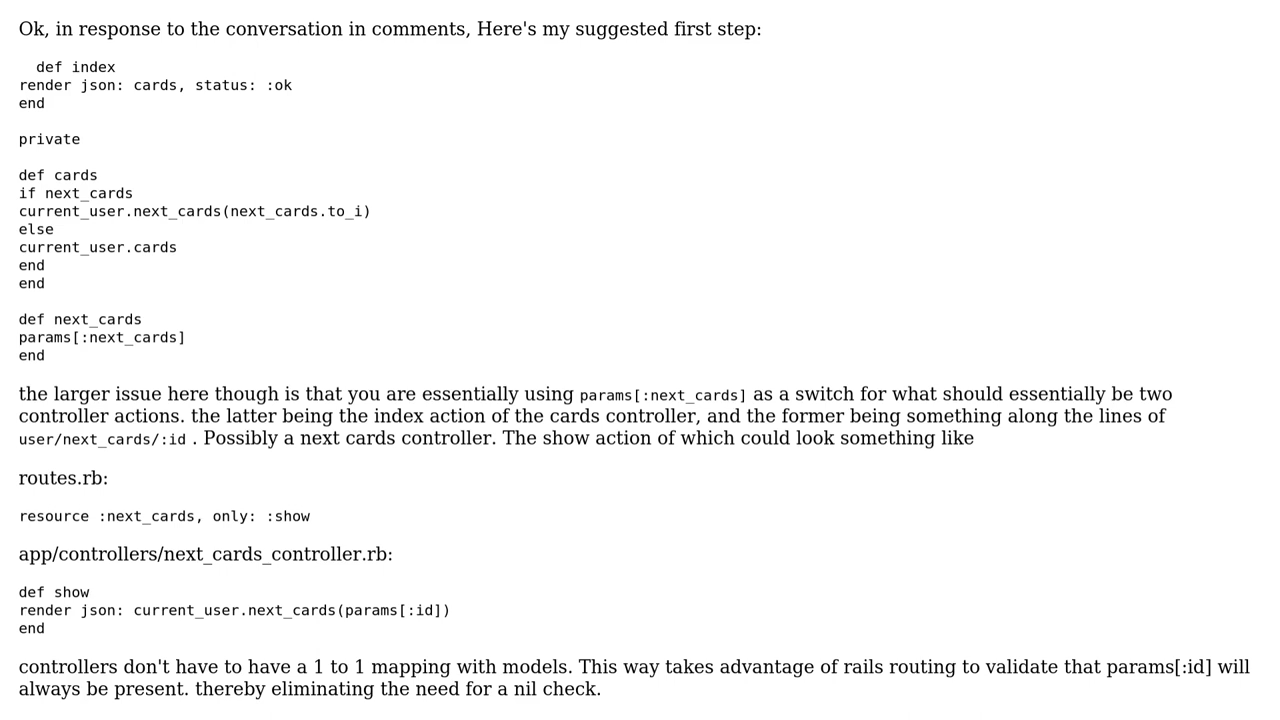 Ok, in response to the conversation in comments, Here's my suggested first step:
def index
render json: cards, status: :ok
end
private
def cards
if next_cards
current_user.next_cards(next_cards.to_i)
else
current_user.cards
end
end
def next_cards
params[:next_cards]
end
the larger issue here though is that you are essentially using params[:next_cards] as a switch for what should essentially be two
controller actions. the latter being the index action of the cards controller, and the former being something along the lines of
user/next_cards/:id . Possibly a next cards controller. The show action of which could look something like
routes.rb:
resource :next_cards, only: :show
app/controllers/next_cards_controller.rb:
def show
render json: current_user.next_cards(params[:id])
end
controllers don't have to have a 1 to 1 mapping with models. This way takes advantage of rails routing to validate that params[:id] will
always be present. thereby eliminating the need for a nil check.